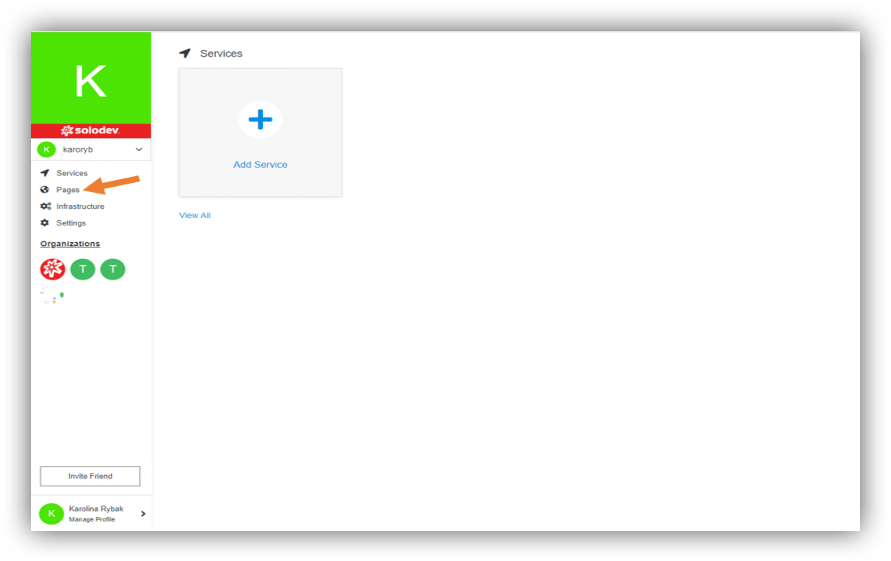 K
solodev
K karoryb
Services
Pages
Infrastructure
Settings
Organizations
T T
Invite Friend
K Karolina Rybak
Manage Profile
Services
Add Service
View All